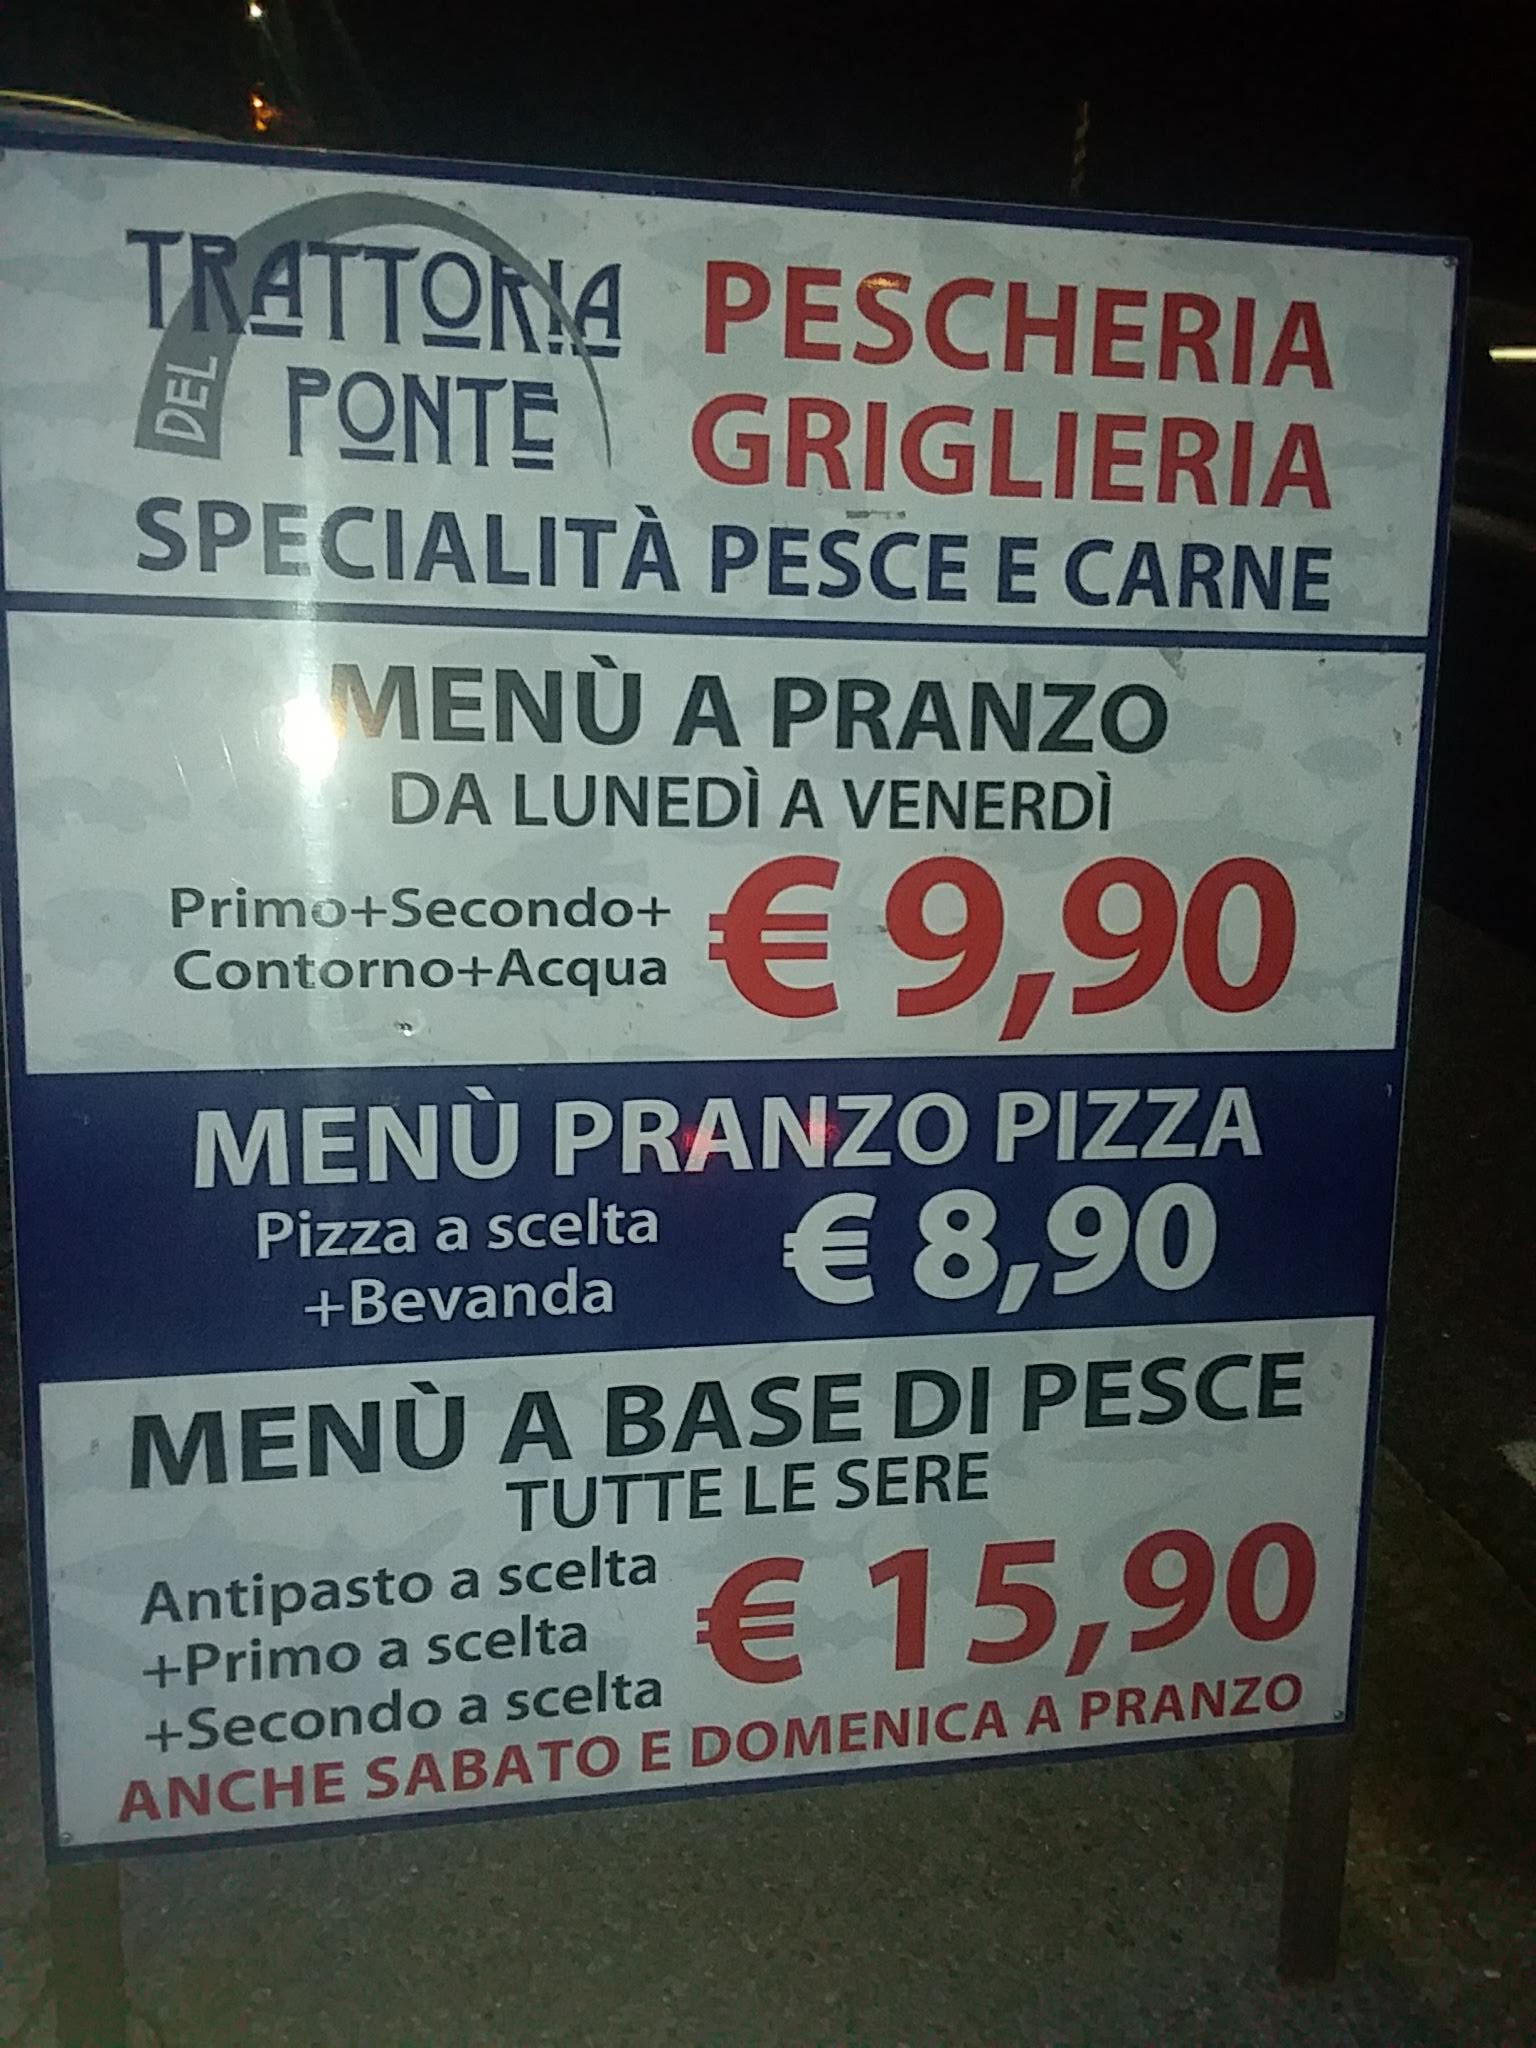 TRATTORIA
DEL
PONTE
PESCHERIA
GRIGLIERIA
SPECIALITÀ PESCE E CARNE
MENÙ A PRANZO
DA LUNEDÌ A VENERDÌ
Primo+Secondo+
Contorno+Acqua
€ 9,90
MENÙ PRANZO PIZZA
Pizza a scelta
+Bevanda
€ 8,90
MENÙ A BASE DI PESCE
TUTTE LE SERE
Antipasto a scelta
+Primo a scelta
+Secondo a scelta
€ 15,90
ANCHE SABATO E DOMENICA A PRANZO